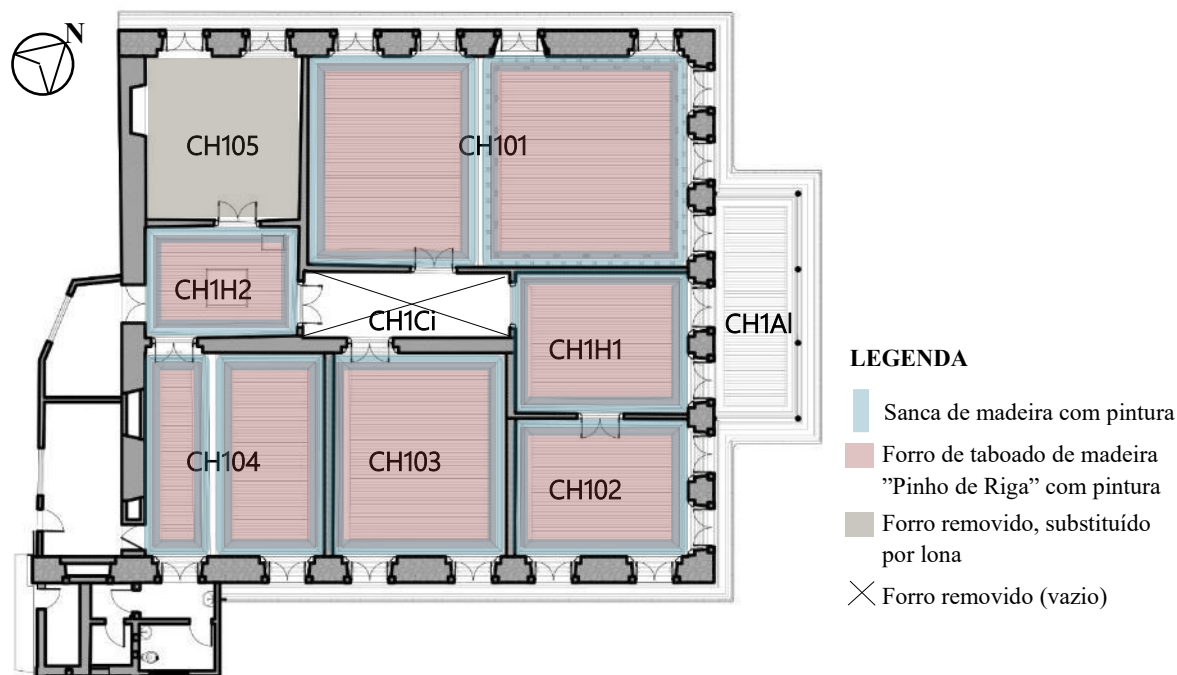 N
CH105
CH101
CH1H2
CH1Ci
CH1H1
CH1Al
CH104
CH103
CH102
LEGENDA
Sanca de madeira com pintura
Forro de taboado de madeira
”Pinho de Riga” com pintura
Forro removido, substituído
por lona
Forro removido (vazio)